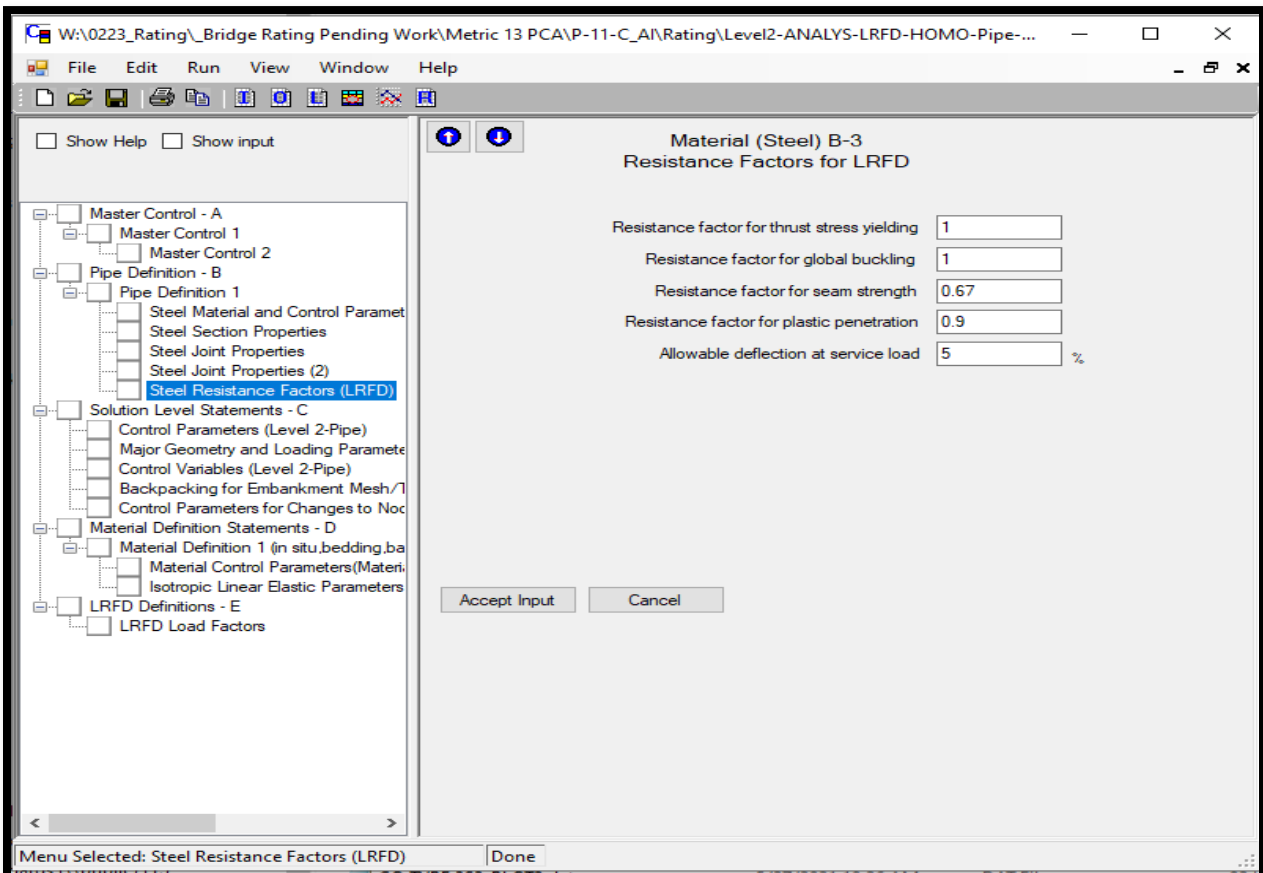 W:\0223_Rating\_Bridge Rating Pending Work\Metric 13 PCA\P-11-C_AI\Rating\Level2-ANALYS-LRFD-HOMO-Pipe-...
File Edit Run View Window Help
Show Help Show input
Material (Steel) B-3
Resistance Factors for LRFD
Master Control - A
Master Control 1
Master Control 2
Pipe Definition - B
Pipe Definition 1
Steel Material and Control Paramet
Steel Section Properties
Steel Joint Properties
Steel Joint Properties (2)
Steel Resistance Factors (LRFD)
Solution Level Statements - C
Control Parameters (Level 2-Pipe)
Major Geometry and Loading Paramete
Control Variables (Level 2-Pipe)
Backpacking for Embankment Mesh/T
Control Parameters for Changes to Noc
Material Definition Statements - D
Material Definition 1 (in situ,bedding,ba
Material Control Parameters(Materi
Isotropic Linear Elastic Parameters
LRFD Definitions - E
LRFD Load Factors
Resistance factor for thrust stress yielding 1
Resistance factor for global buckling 1
Resistance factor for seam strength 0.67
Resistance factor for plastic penetration 0.9
Allowable deflection at service load 5 %
Accept Input Cancel
Menu Selected: Steel Resistance Factors (LRFD) Done